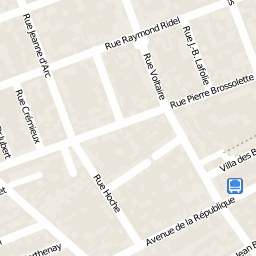 Rue Jeanne d'Arc
Rue Raymond Ridel
Rue J.-B. Lafolie
Rue Voltaire
Rue Pierre Brossolette
Rue Crémieux
Villa des
Rue Hoche
Avenue de la République
Jean